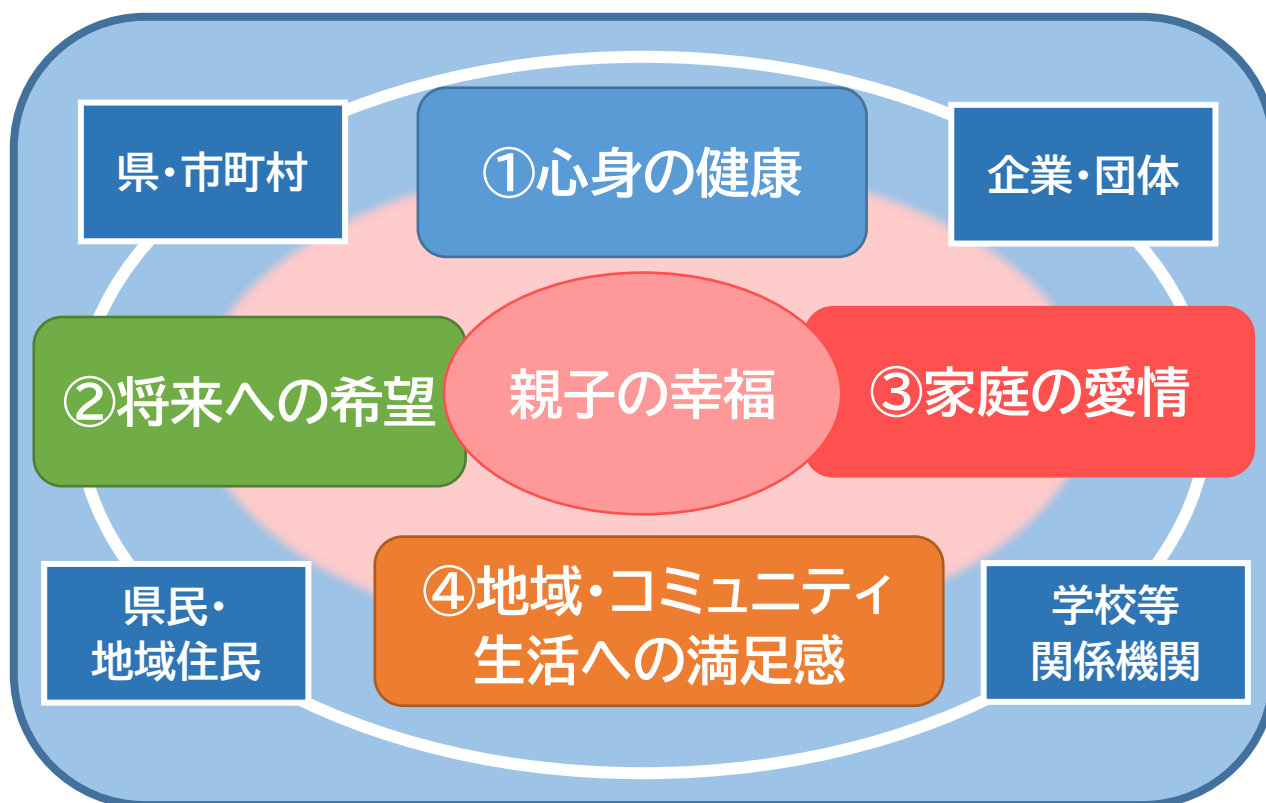 県・市町村
①心身の健康
企業・団体
②将来への希望
親子の幸福
③家庭の愛情
県民・
地域住民
④地域・コミュニティ
生活への満足感
学校等
関係機関